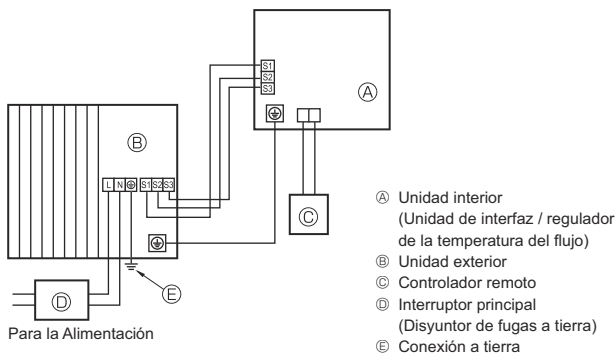 S1
S2
S3
Ⓐ
Ⓑ
L N S1 S2 S3
Ⓒ
Ⓓ
Ⓔ
Para la Alimentación
Ⓐ Unidad interior
(Unidad de interfaz / regulador
de la temperatura del flujo)
Ⓑ Unidad exterior
Ⓒ Controlador remoto
Ⓓ Interruptor principal
(Disyuntor de fugas a tierra)
Ⓔ Conexión a tierra